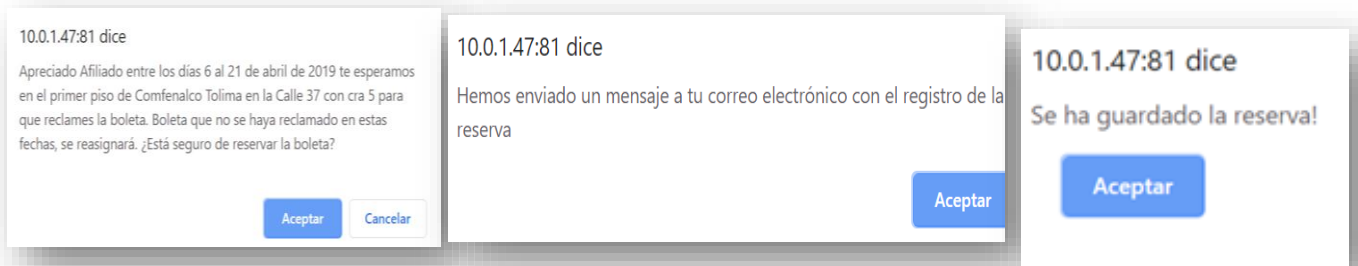 10.0.1.47:81 dice
Apreciado Afiliado entre los días 6 al 21 de abril de 2019 te esperamos
en el primer piso de Comfenalco Tolima en la Calle 37 con cra 5 para
que reclames la boleta. Boleta que no se haya reclamado en estas
fechas, se reasignará. ¿Está seguro de reservar la boleta?
Aceptar
Cancelar
10.0.1.47:81 dice
Hemos enviado un mensaje a tu correo electrónico con el registro de la
reserva
Aceptar
10.0.1.47:81 dice
Se ha guardado la reserva!
Aceptar